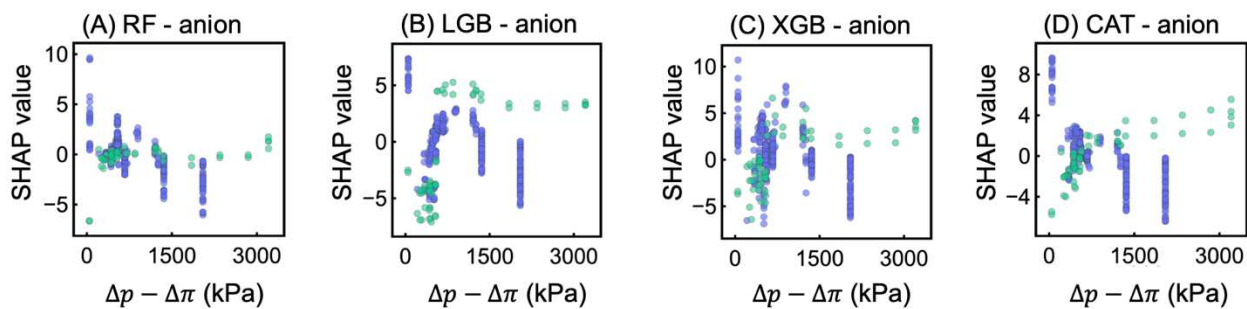 (A) RF - anion
(B) LGB - anion
(C) XGB - anion
(D) CAT - anion
SHAP value
10
5
0
−5
0
1500
3000
Δp − Δπ (kPa)
SHAP value
5
0
−5
0
1500
3000
Δp − Δπ (kPa)
SHAP value
10
5
0
−5
0
1500
3000
Δp − Δπ (kPa)
SHAP value
8
4
0
−4
0
1500
3000
Δp − Δπ (kPa)